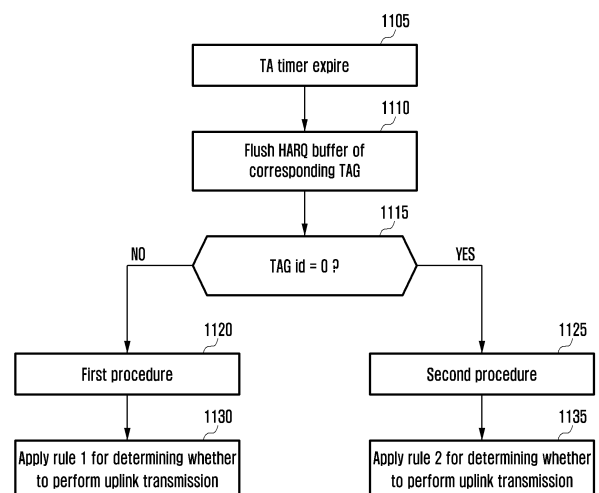 1105
TA timer expire
1110
Flush HARQ buffer of
corresponding TAG
1115
TAG id = 0 ?
NO
YES
1120
First procedure
1125
Second procedure
1130
Apply rule 1 for determining whether
to perform uplink transmission
1135
Apply rule 2 for determining whether
to perform uplink transmission